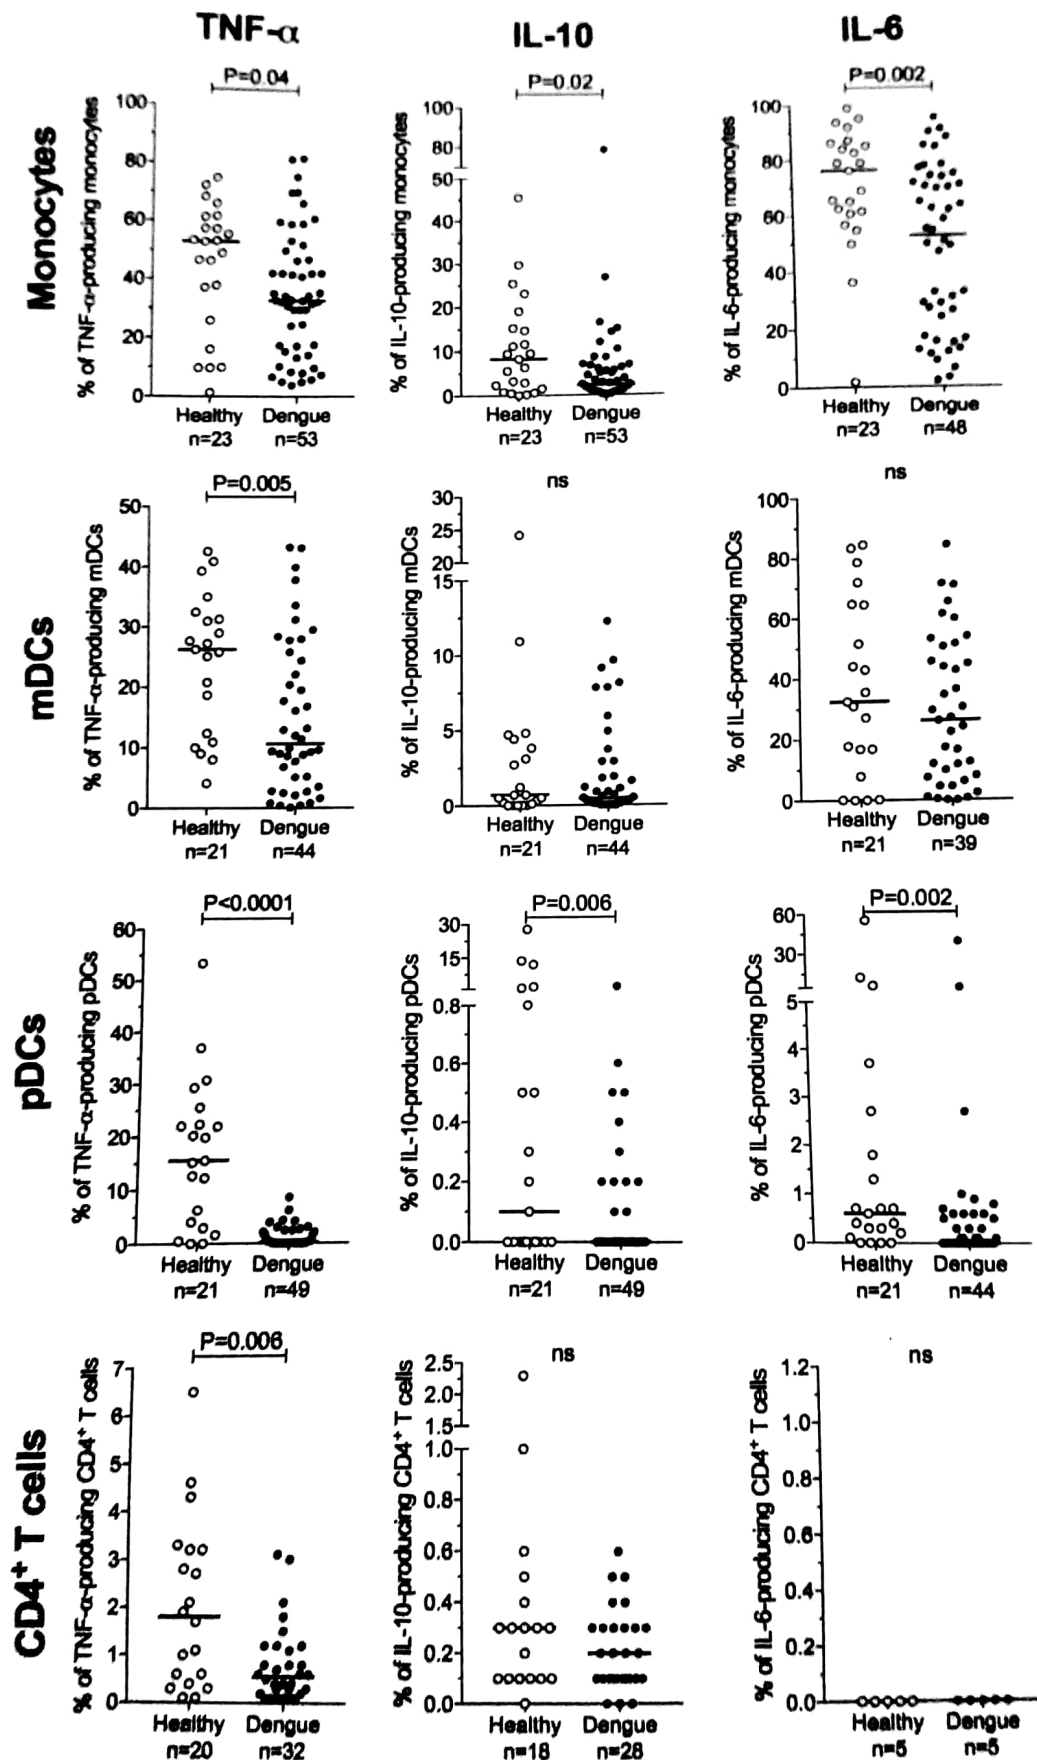 TNF-α IL-10 IL-6
Monocytes
P=0.04
% of TNF-α-producing monocytes
100
80
60
40
20
0
Healthy Dengue
n=23 n=53
P=0.02
% of IL-10-producing monocytes
100
80
50
40
30
20
10
0
Healthy Dengue
n=23 n=53
P=0.002
% of IL-6-producing monocytes
100
80
60
40
20
0
Healthy Dengue
n=23 n=48
mDCs
P=0.005
% of TNF-α-producing mDCs
50
40
30
20
10
0
Healthy Dengue
n=21 n=44
ns
% of IL-10-producing mDCs
30
25
20
15
10
5
0
Healthy Dengue
n=21 n=44
ns
% of IL-6-producing mDCs
100
80
60
40
20
0
Healthy Dengue
n=21 n=39
pDCs
P<0.0001
% of TNF-α-producing pDCs
60
50
40
30
20
10
0
Healthy Dengue
n=21 n=49
P=0.006
% of IL-10-producing pDCs
30
15
0.8
0.6
0.4
0.2
0.0
Healthy Dengue
n=21 n=49
P=0.002
% of IL-6-producing pDCs
60
30
5
4
3
2
1
0
Healthy Dengue
n=21 n=44
CD4⁺ T cells
P=0.006
% of TNF-α-producing CD4⁺ T cells
7
6
5
4
3
2
1
0
Healthy Dengue
n=20 n=32
ns
% of IL-10-producing CD4⁺ T cells
2.5
2.0
1.5
1.0
0.8
0.6
0.4
0.2
0.0
Healthy Dengue
n=18 n=28
ns
% of IL-6-producing CD4⁺ T cells
1.2
1.0
0.8
0.6
0.4
0.2
0.0
Healthy Dengue
n=5 n=5